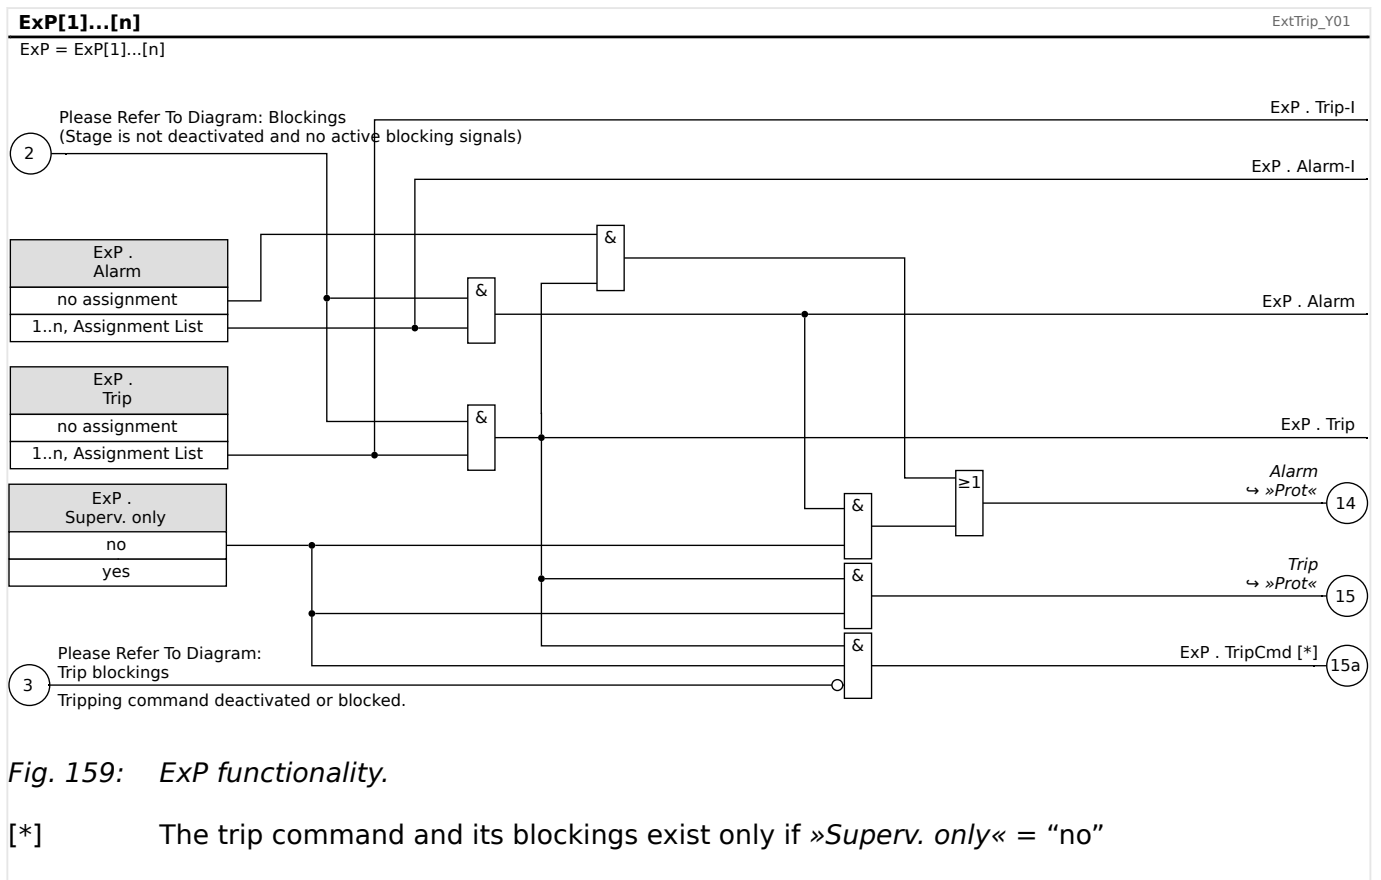 ExP[1]...[n]
ExtTrip_Y01
ExP = ExP[1]...[n]
Please Refer To Diagram: Blockings
(Stage is not deactivated and no active blocking signals)
2
ExP . Trip-I
ExP . Alarm-I
ExP .
Alarm
no assignment
1..n, Assignment List
&
&
ExP . Alarm
ExP .
Trip
no assignment
1..n, Assignment List
&
ExP . Trip
ExP .
Superv. only
no
yes
&
≥1
Alarm
↪ »Prot«
14
&
Trip
↪ »Prot«
15
&
ExP . TripCmd [*]
15a
Please Refer To Diagram:
Trip blockings
3
Tripping command deactivated or blocked.
Fig. 159: ExP functionality.
[*] The trip command and its blockings exist only if »Superv. only« = “no”